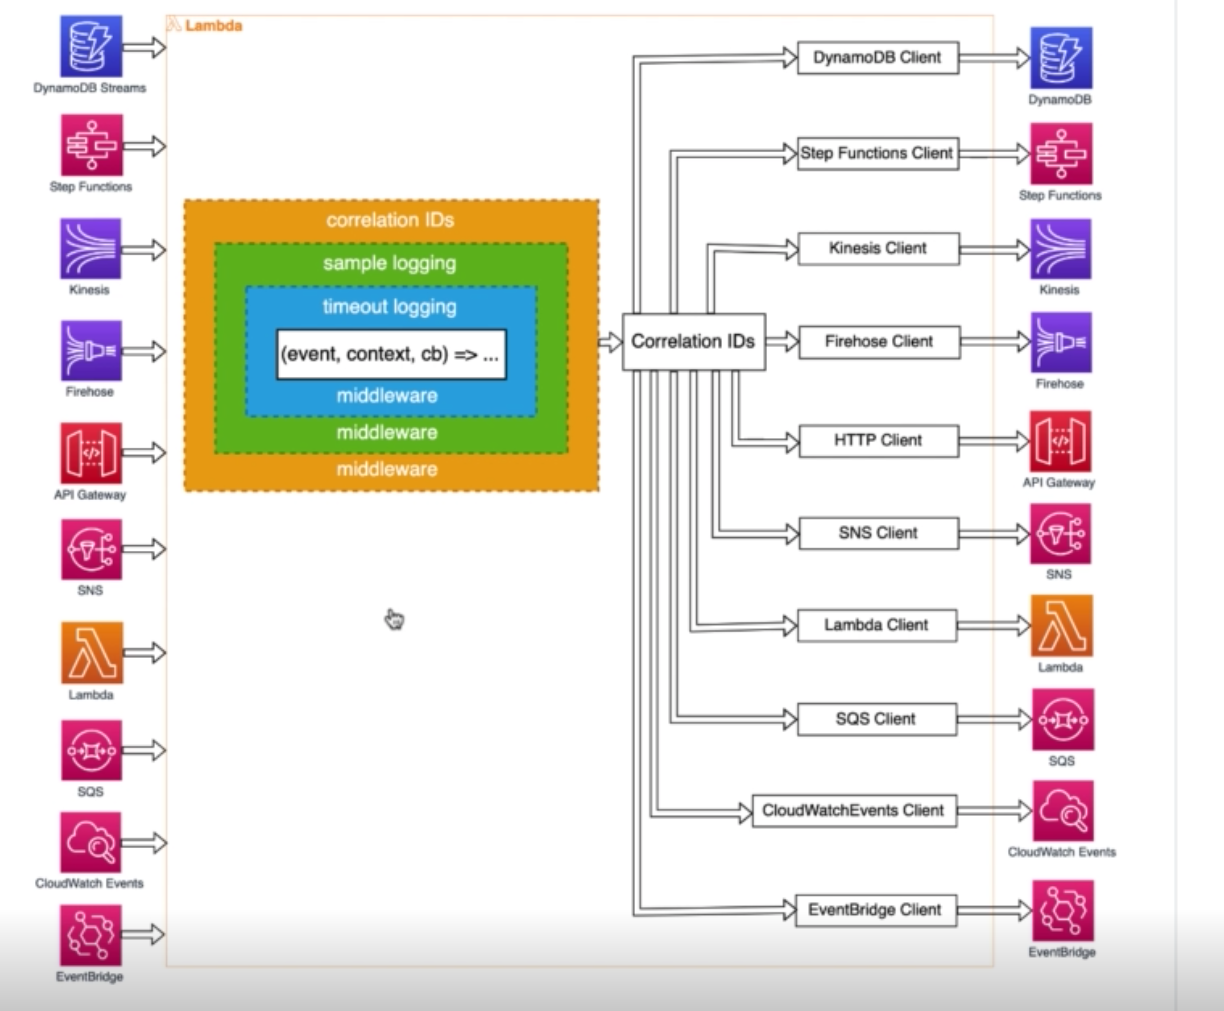 Lambda
DynamoDB Streams
Step Functions
Kinesis
Firehose
API Gateway
SNS
Lambda
SQS
CloudWatch Events
EventBridge
correlation IDs
sample logging
timeout logging
(event, context, cb) => ...
middleware
middleware
middleware
Correlation IDs
DynamoDB Client
Step Functions Client
Kinesis Client
Firehose Client
HTTP Client
SNS Client
Lambda Client
SQS Client
CloudWatchEvents Client
EventBridge Client
DynamoDB
Step Functions
Kinesis
Firehose
API Gateway
SNS
Lambda
SQS
CloudWatch Events
EventBridge